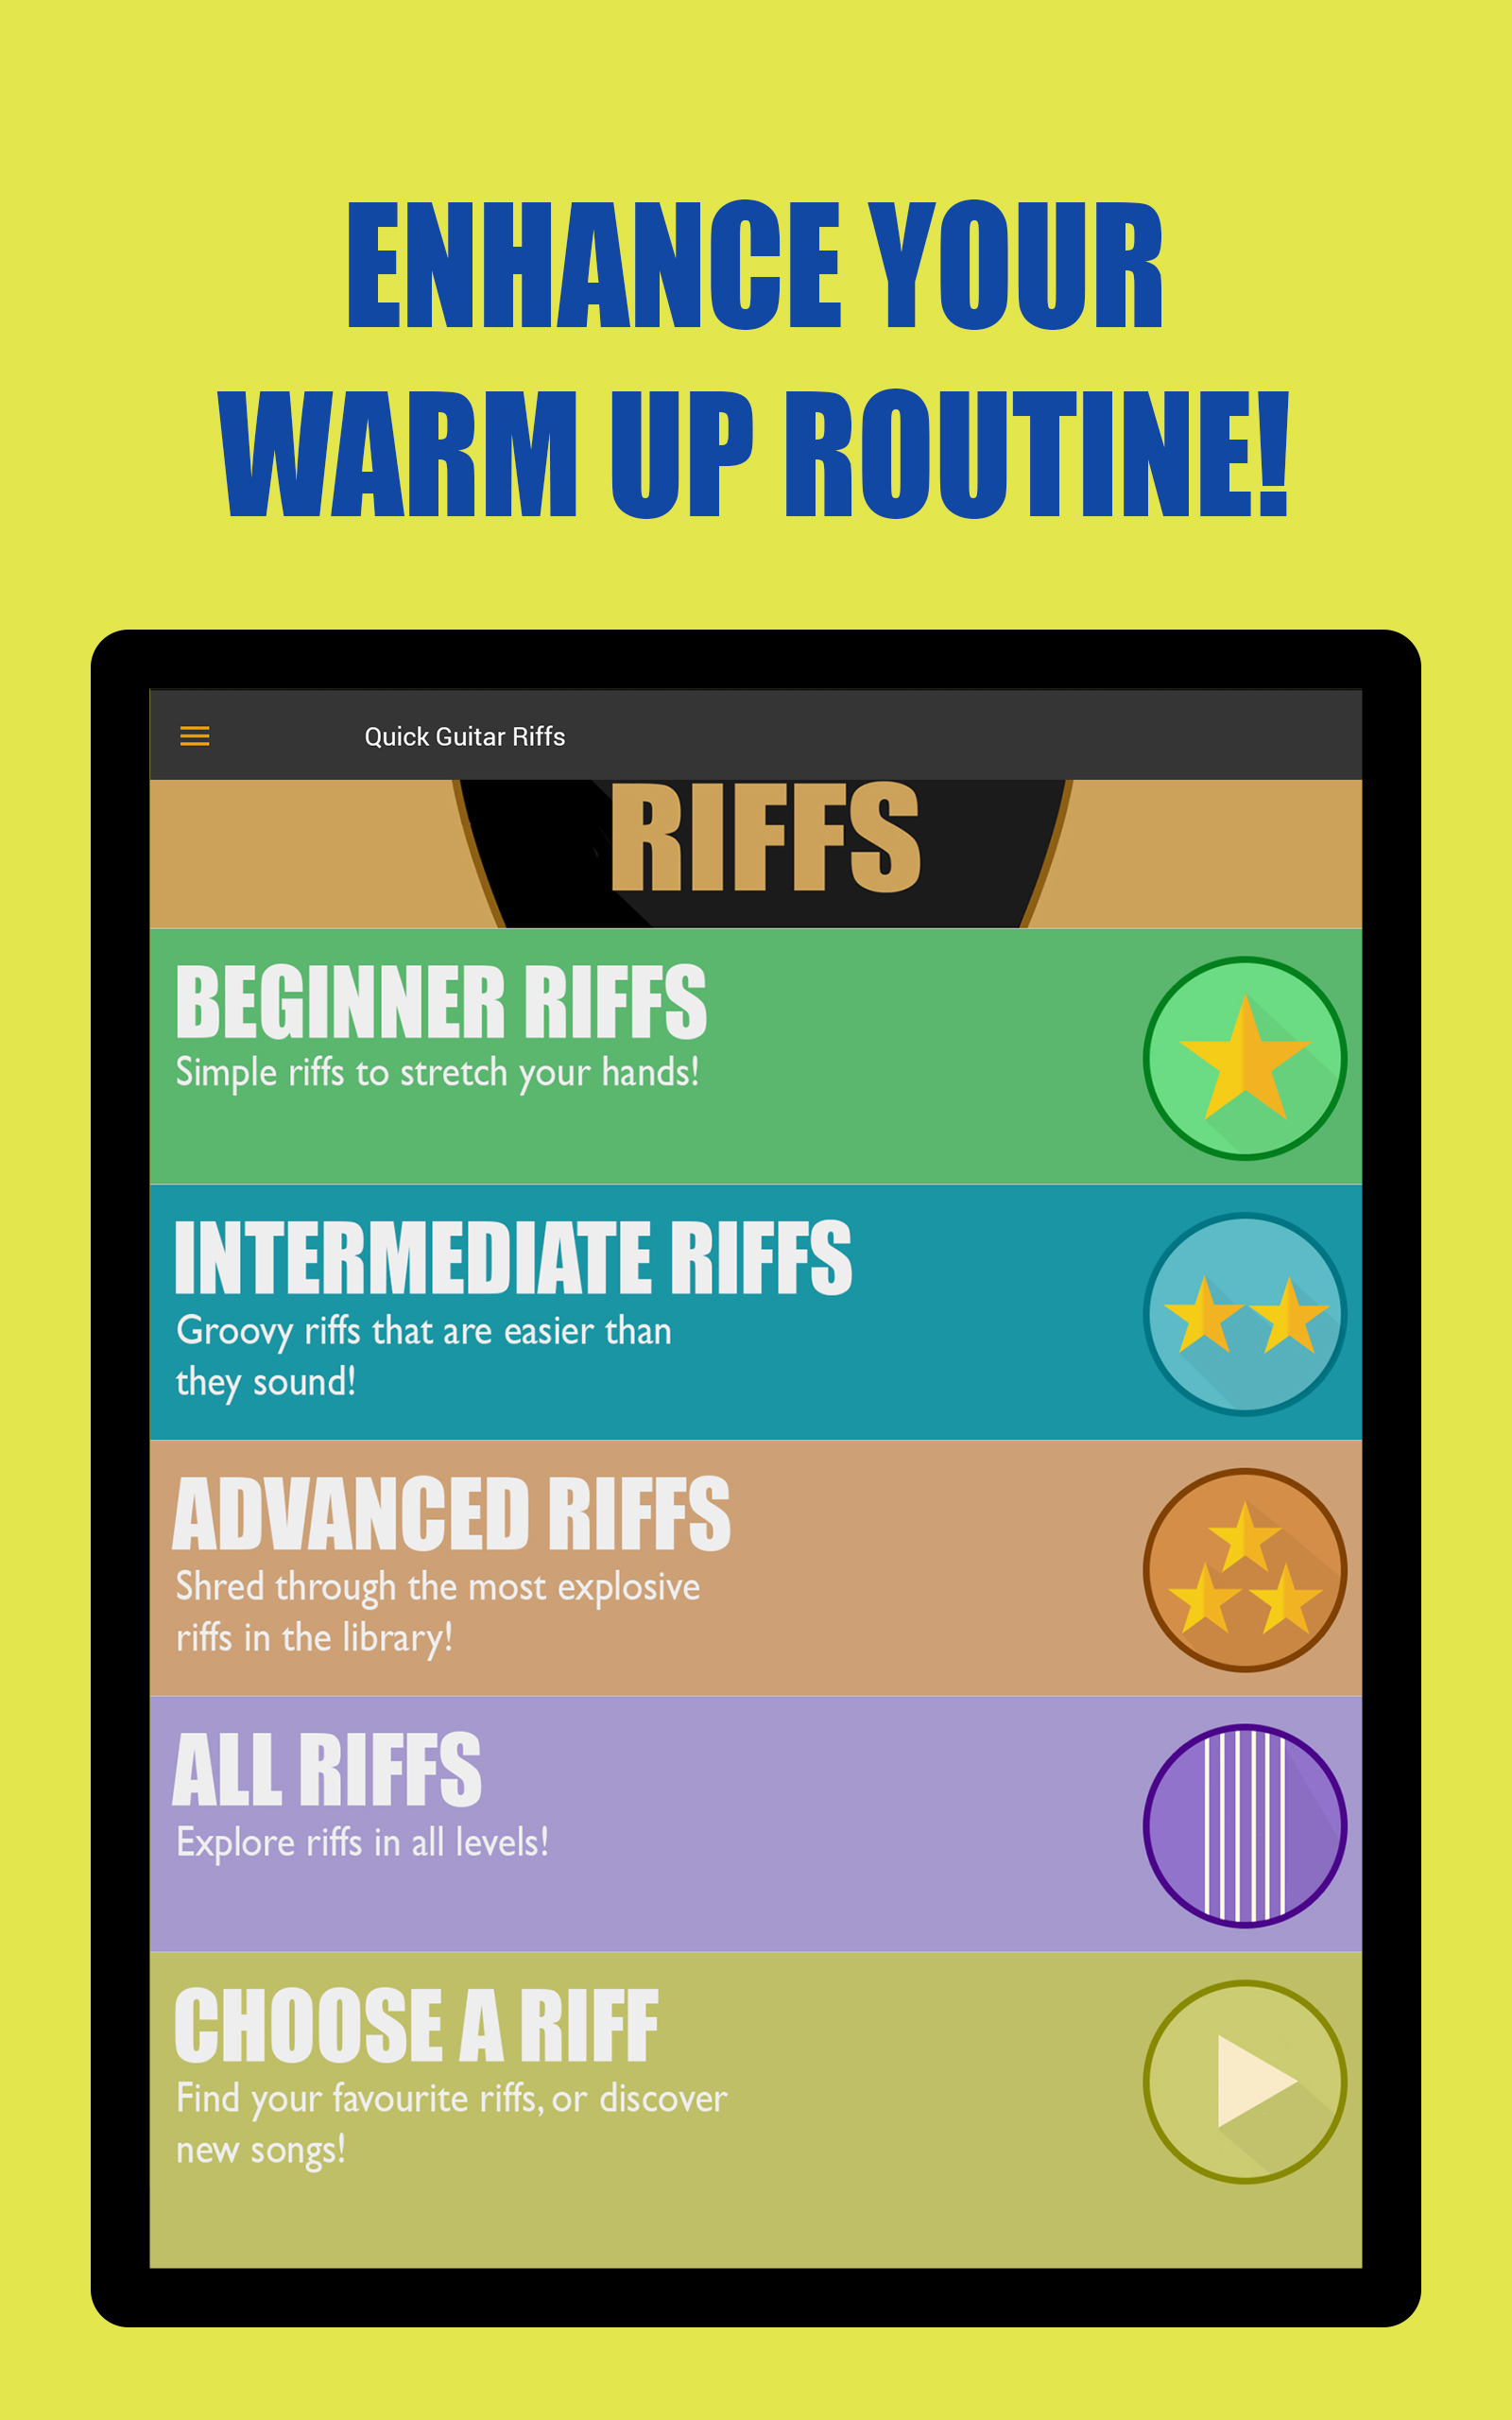 ENHANCE YOUR
WARM UP ROUTINE!
Quick Guitar Riffs
RIFFS
BEGINNER RIFFS
Simple riffs to stretch your hands!
INTERMEDIATE RIFFS
Groovy riffs that are easier than
they sound!
ADVANCED RIFFS
Shred through the most explosive
riffs in the library!
ALL RIFFS
Explore riffs in all levels!
CHOOSE A RIFF
Find your favourite riffs, or discover
new songs!